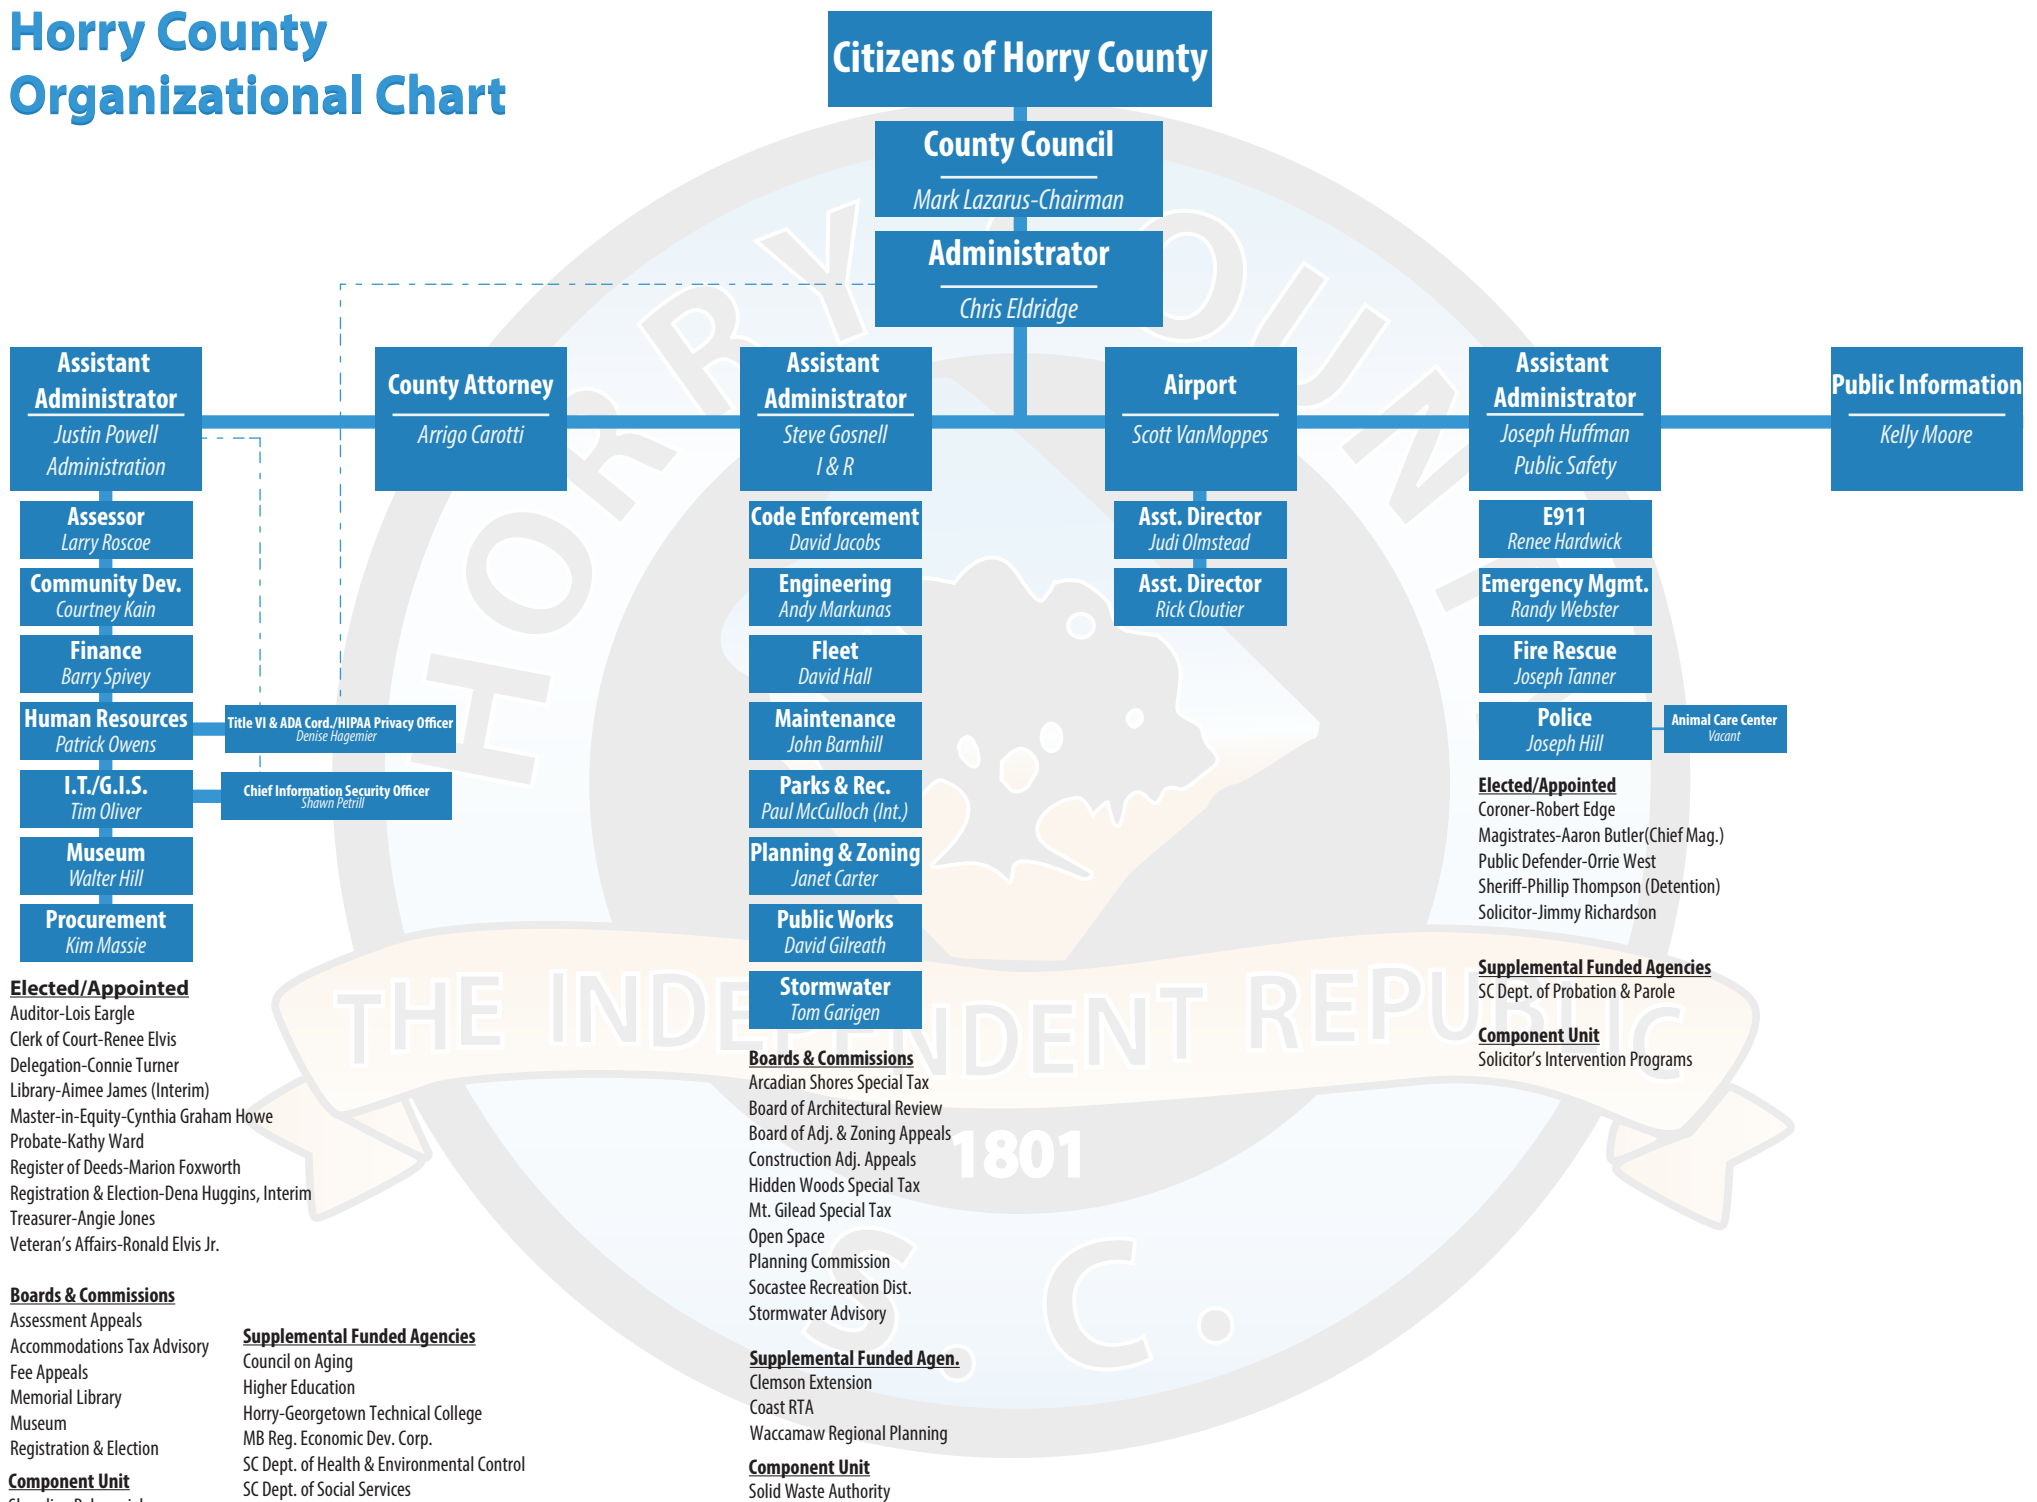 Horry County
Organizational Chart
Citizens of Horry County
County Council
Mark Lazarus-Chairman
Administrator
Chris Eldridge
Assistant
Administrator
Justin Powell
Administration
County Attorney
Arrigo Carotti
Assistant
Administrator
Steve Gosnell
I & R
Airport
Scott VanMoppes
Assistant
Administrator
Joseph Huffman
Public Safety
Public Information
Kelly Moore
Assessor
Larry Roscoe
Community Dev.
Courtney Kain
Finance
Barry Spivey
Human Resources
Patrick Owens
Title VI & ADA Cord./HIPAA Privacy Officer
Denise Hagemier
I.T./G.I.S.
Tim Oliver
Chief Information Security Officer
Shawn Petrill
Museum
Walter Hill
Procurement
Kim Massie
Elected/Appointed
Auditor-Lois Eargle
Clerk of Court-Renee Elvis
Delegation-Connie Turner
Library-Aimee James (Interim)
Master-in-Equity-Cynthia Graham Howe
Probate-Kathy Ward
Register of Deeds-Marion Foxworth
Registration & Election-Dena Huggins, Interim
Treasurer-Angie Jones
Veteran's Affairs-Ronald Elvis Jr.
Boards & Commissions
Assessment Appeals
Accommodations Tax Advisory
Fee Appeals
Memorial Library
Museum
Registration & Election
Component Unit
Supplemental Funded Agencies
Council on Aging
Higher Education
Horry-Georgetown Technical College
MB Reg. Economic Dev. Corp.
SC Dept. of Health & Environmental Control
SC Dept. of Social Services
Code Enforcement
David Jacobs
Engineering
Andy Markunas
Fleet
David Hall
Maintenance
John Barnhill
Parks & Rec.
Paul McCulloch (Int.)
Planning & Zoning
Janet Carter
Public Works
David Gilreath
Stormwater
Tom Garigen
Boards & Commissions
Arcadian Shores Special Tax
Board of Architectural Review
Board of Adj. & Zoning Appeals
Construction Adj. Appeals
Hidden Woods Special Tax
Mt. Gilead Special Tax
Open Space
Planning Commission
Socastee Recreation Dist.
Stormwater Advisory
Supplemental Funded Agen.
Clemson Extension
Coast RTA
Waccamaw Regional Planning
Component Unit
Solid Waste Authority
Asst. Director
Judi Olmstead
Asst. Director
Rick Cloutier
E911
Renee Hardwick
Emergency Mgmt.
Randy Webster
Fire Rescue
Joseph Tanner
Police
Joseph Hill
Animal Care Center
Vacant
Elected/Appointed
Coroner-Robert Edge
Magistrates-Aaron Butler(Chief Mag.)
Public Defender-Orrie West
Sheriff-Phillip Thompson (Detention)
Solicitor-Jimmy Richardson
Supplemental Funded Agencies
SC Dept. of Probation & Parole
Component Unit
Solicitor's Intervention Programs
HORRY COUNTY
THE INDEPENDENT REPUBLIC
1801
S. C.